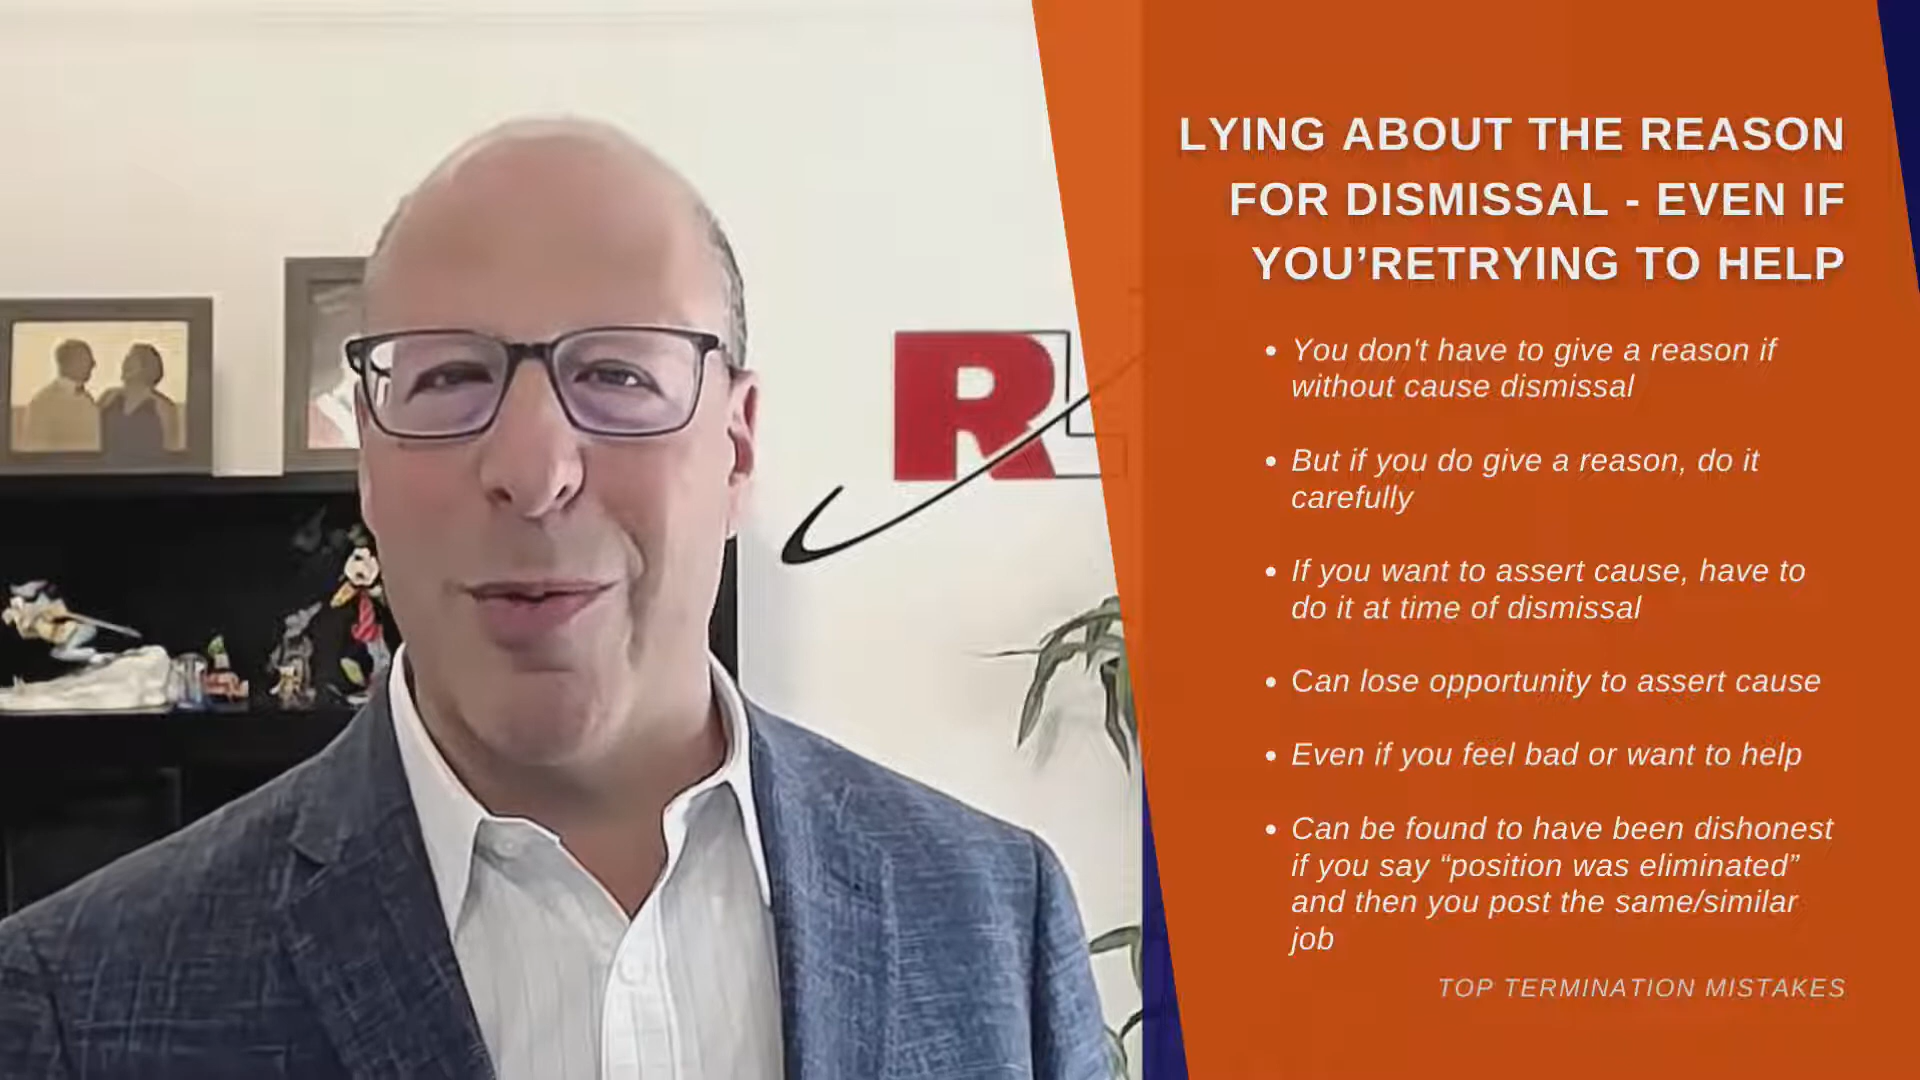 RL
LYING ABOUT THE REASON
FOR DISMISSAL - EVEN IF
YOU’RETRYING TO HELP
• You don't have to give a reason if
without cause dismissal
• But if you do give a reason, do it
carefully
• If you want to assert cause, have to
do it at time of dismissal
• Can lose opportunity to assert cause
• Even if you feel bad or want to help
• Can be found to have been dishonest
if you say “position was eliminated”
and then you post the same/similar
job
TOP TERMINATION MISTAKES